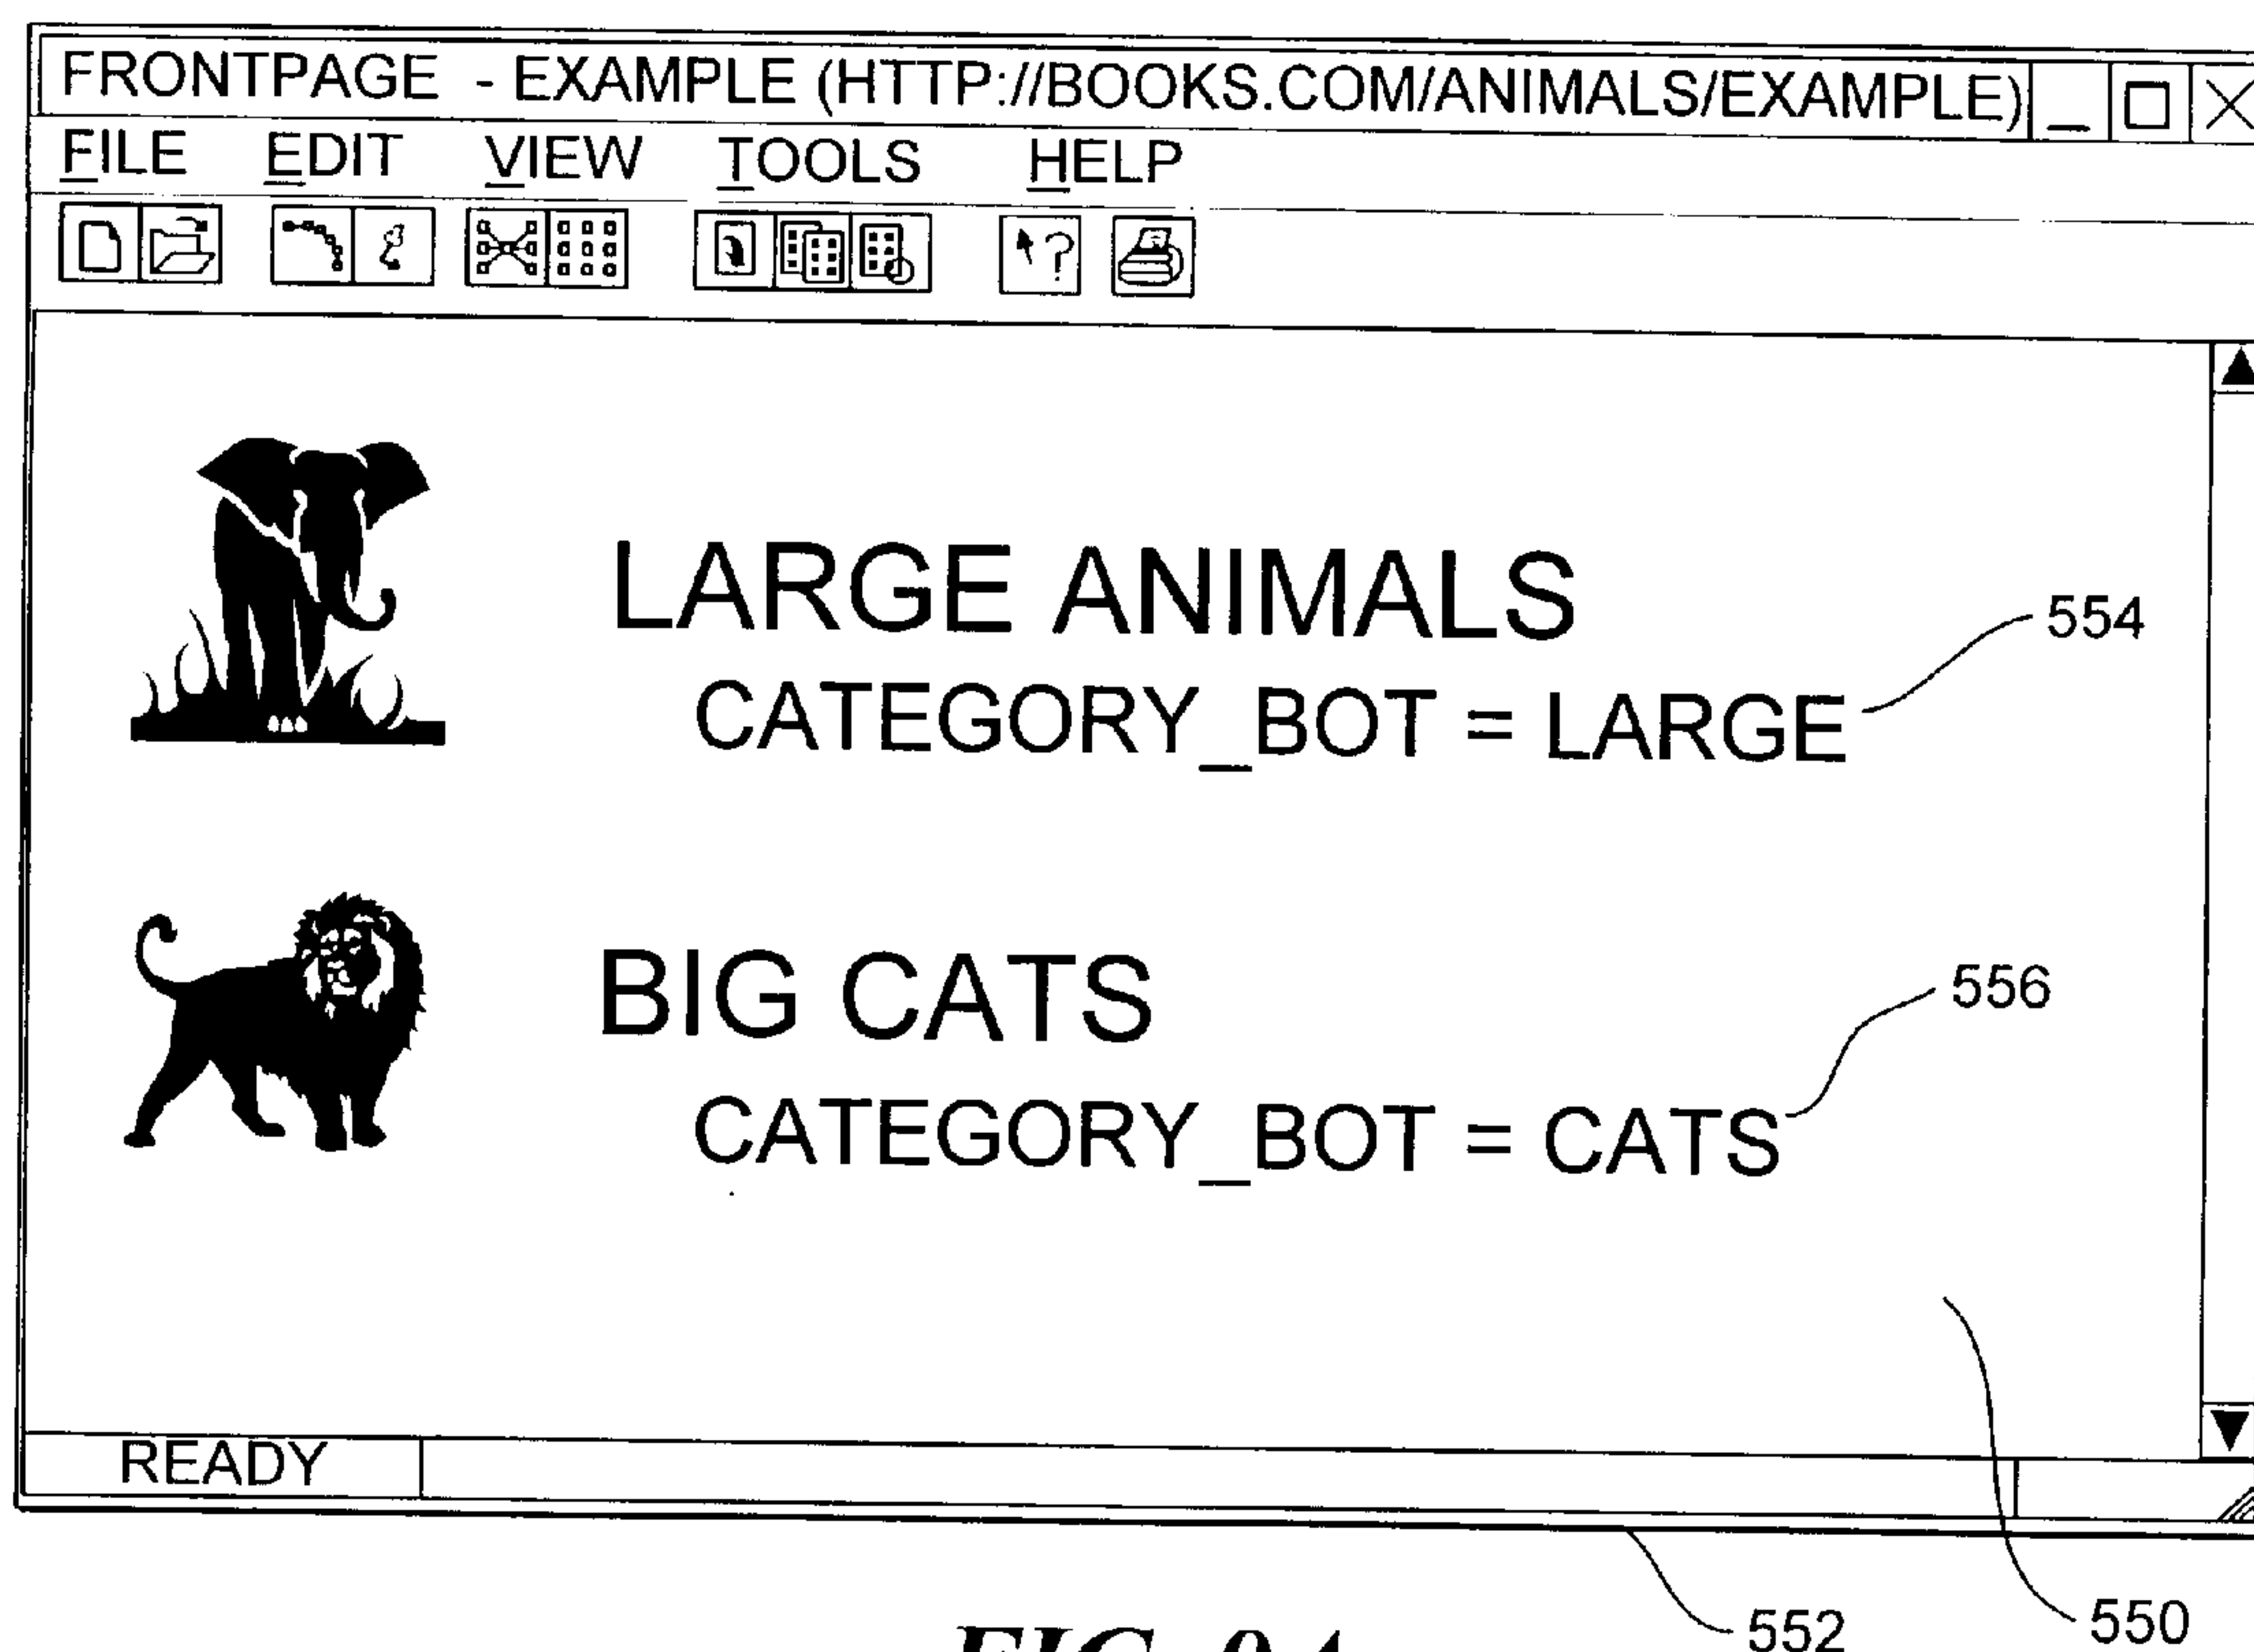 FRONTPAGE - EXAMPLE (HTTP://BOOKS.COM/ANIMALS/EXAMPLE)
FILE EDIT VIEW TOOLS HELP
?
LARGE ANIMALS
554
CATEGORY_BOT = LARGE
BIG CATS
556
CATEGORY_BOT = CATS
READY
552
550